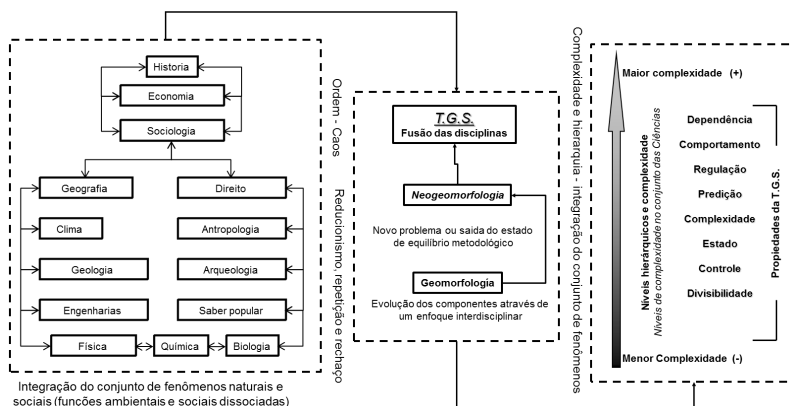 Historia
Economia
Sociologia
Geografia
Direito
Clima
Antropologia
Geologia
Arqueologia
Engenharias
Saber popular
Física
Química
Biologia
Integração do conjunto de fenômenos naturais e
sociais (funções ambientais e sociais dissociadas)
Ordem - Caos
Reducionismo, repetição e rechaço
T.G.S.
Fusão das disciplinas
Neogeomorfologia
Novo problema ou saída do estado
de equilíbrio metodológico
Geomorfologia
Evolução dos componentes através de
um enfoque interdisciplinar
Complexidade e hierarquia - integração do conjunto de fenômenos
Maior complexidade (+)
Níveis hierárquicos e complexidade
Níveis de complexidade no conjunto das Ciências
Dependência
Comportamento
Regulação
Predição
Complexidade
Estado
Controle
Divisibilidade
Propiedades da T.G.S.
Menor Complexidade (-)